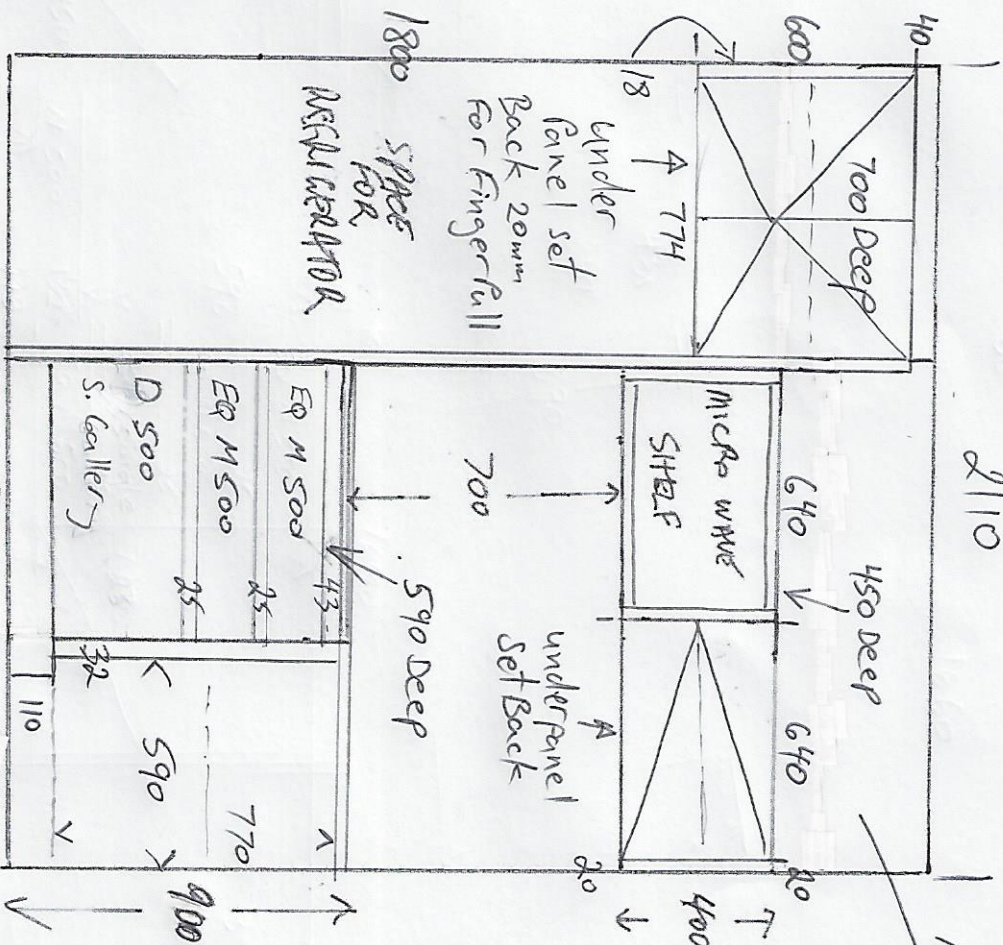 2110
40
600
700 Deep
18
774
under
Panel set
Back 20mm
For Finger Pull
1800
SPACE
FOR
REFRIGERATOR
450 Deep
640
640
MICRO WAVE
SHELF
20
400
20
underpanel
Set Back
700
590 Deep
43
EQ M 500
25
EQ M 500
25
D 500
S. Gallery
32
590
770
110
900